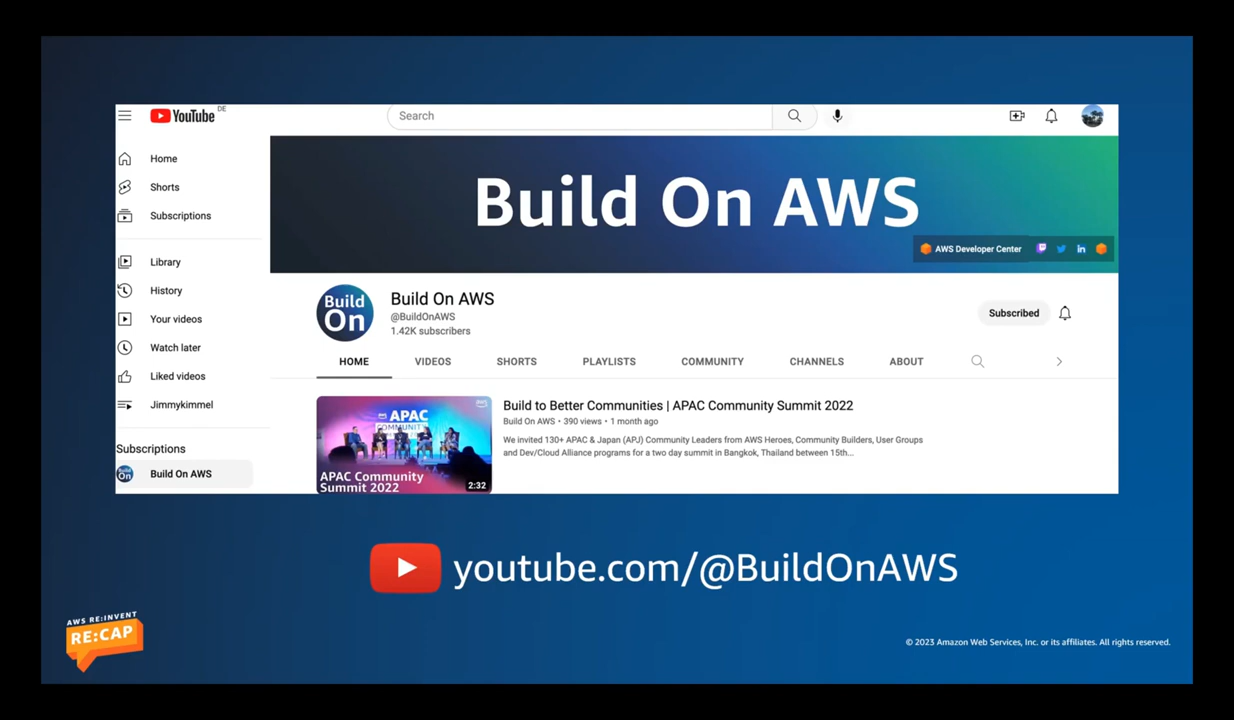 YouTube DE
Search
Home
Shorts
Subscriptions
Library
History
Your videos
Watch later
Liked videos
Jimmykimmel
Subscriptions
Build On AWS
Build On AWS
AWS Developer Center
Build On
Build On AWS
@BuildOnAWS
1.42K subscribers
Subscribed
HOME VIDEOS SHORTS PLAYLISTS COMMUNITY CHANNELS ABOUT
aws
APAC
COMMUNITY
APAC Community
Summit 2022
2:32
Build to Better Communities | APAC Community Summit 2022
Build On AWS • 390 views • 1 month ago
We invited 130+ APAC & Japan (APJ) Community Leaders from AWS Heroes, Community Builders, User Groups
and Dev/Cloud Alliance programs for a two day summit in Bangkok, Thailand between 15th...
youtube.com/@BuildOnAWS
AWS RE:INVENT
RE:CAP
© 2023 Amazon Web Services, Inc. or its affiliates. All rights reserved.